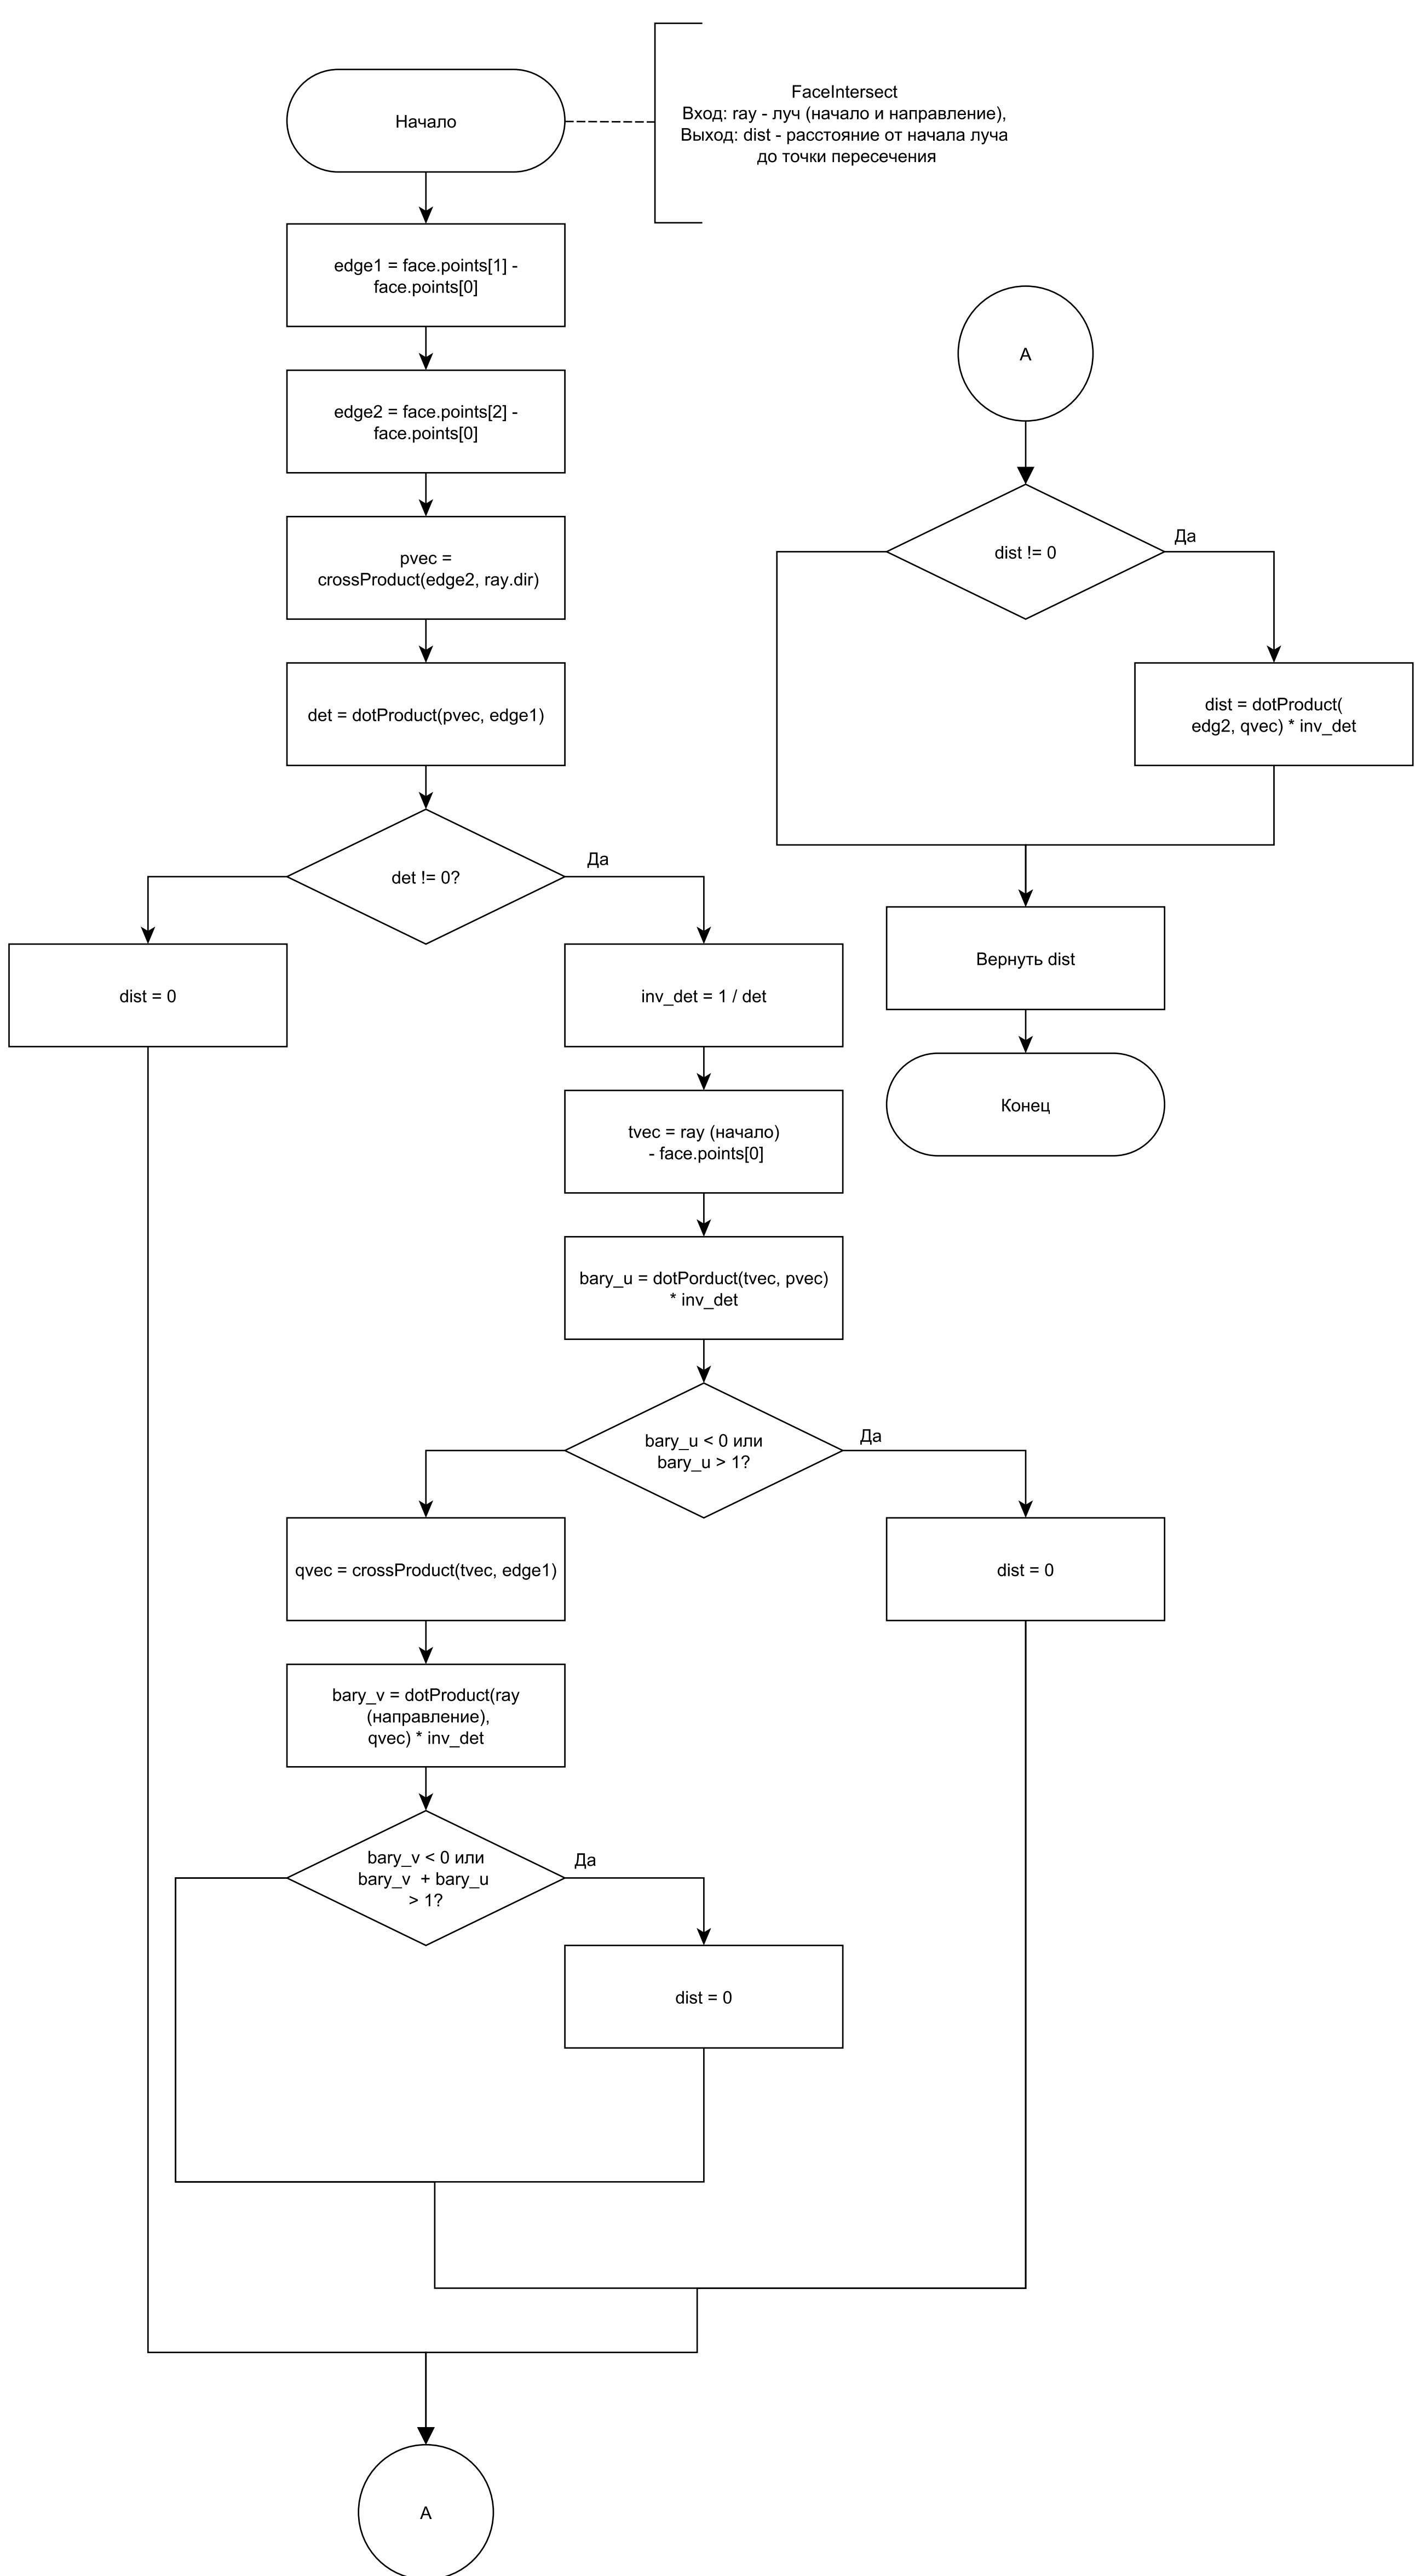 Начало
FaceIntersect
Вход: ray - луч (начало и направление),
Выход: dist - расстояние от начала луча
до точки пересечения
edge1 = face.points[1] -
face.points[0]
edge2 = face.points[2] -
face.points[0]
pvec =
crossProduct(edge2, ray.dir)
det = dotProduct(pvec, edge1)
det != 0?
Да
dist = 0
inv_det = 1 / det
tvec = ray (начало)
- face.points[0]
bary_u = dotPorduct(tvec, pvec)
* inv_det
bary_u < 0 или
bary_u > 1?
Да
qvec = crossProduct(tvec, edge1)
dist = 0
bary_v = dotProduct(ray
(направление),
qvec) * inv_det
bary_v < 0 или
bary_v  + bary_u
> 1?
Да
dist = 0
A
A
dist != 0
Да
dist = dotProduct(
edg2, qvec) * inv_det
Вернуть dist
Конец